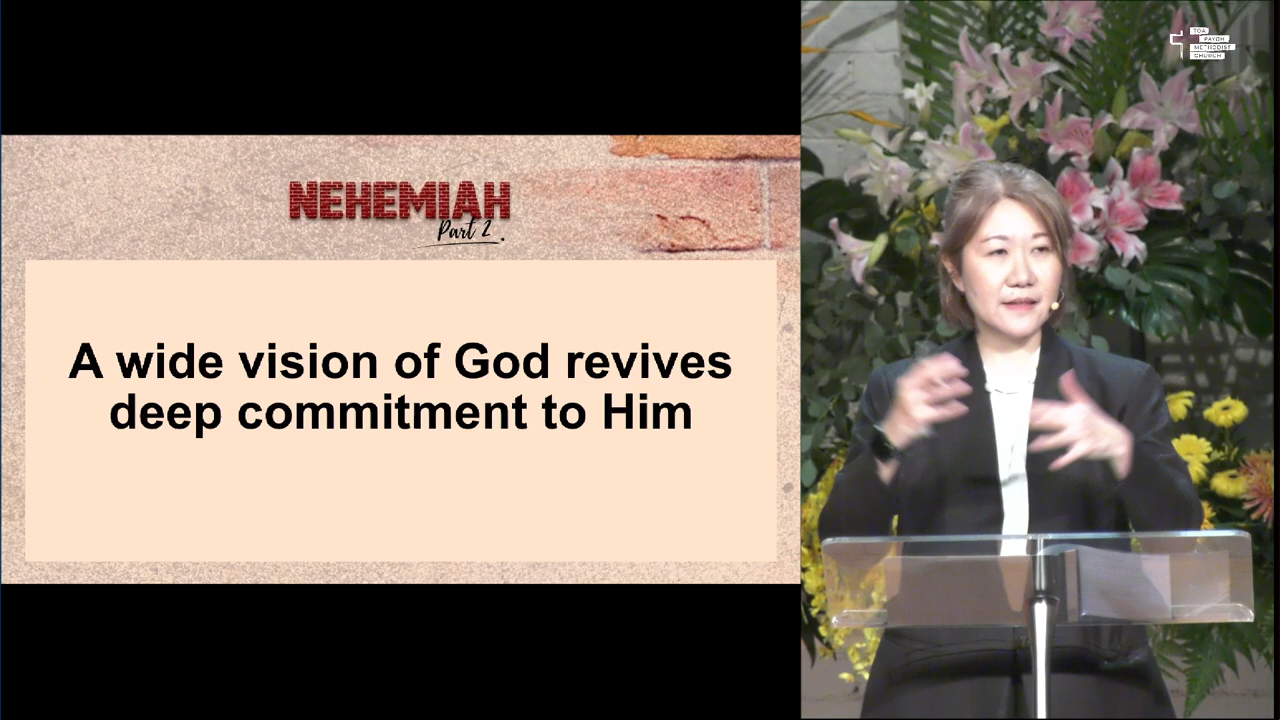 NEHEMIAH
Part 2
A wide vision of God revives
deep commitment to Him
TOA
PAYOH
METHODIST
CHURCH